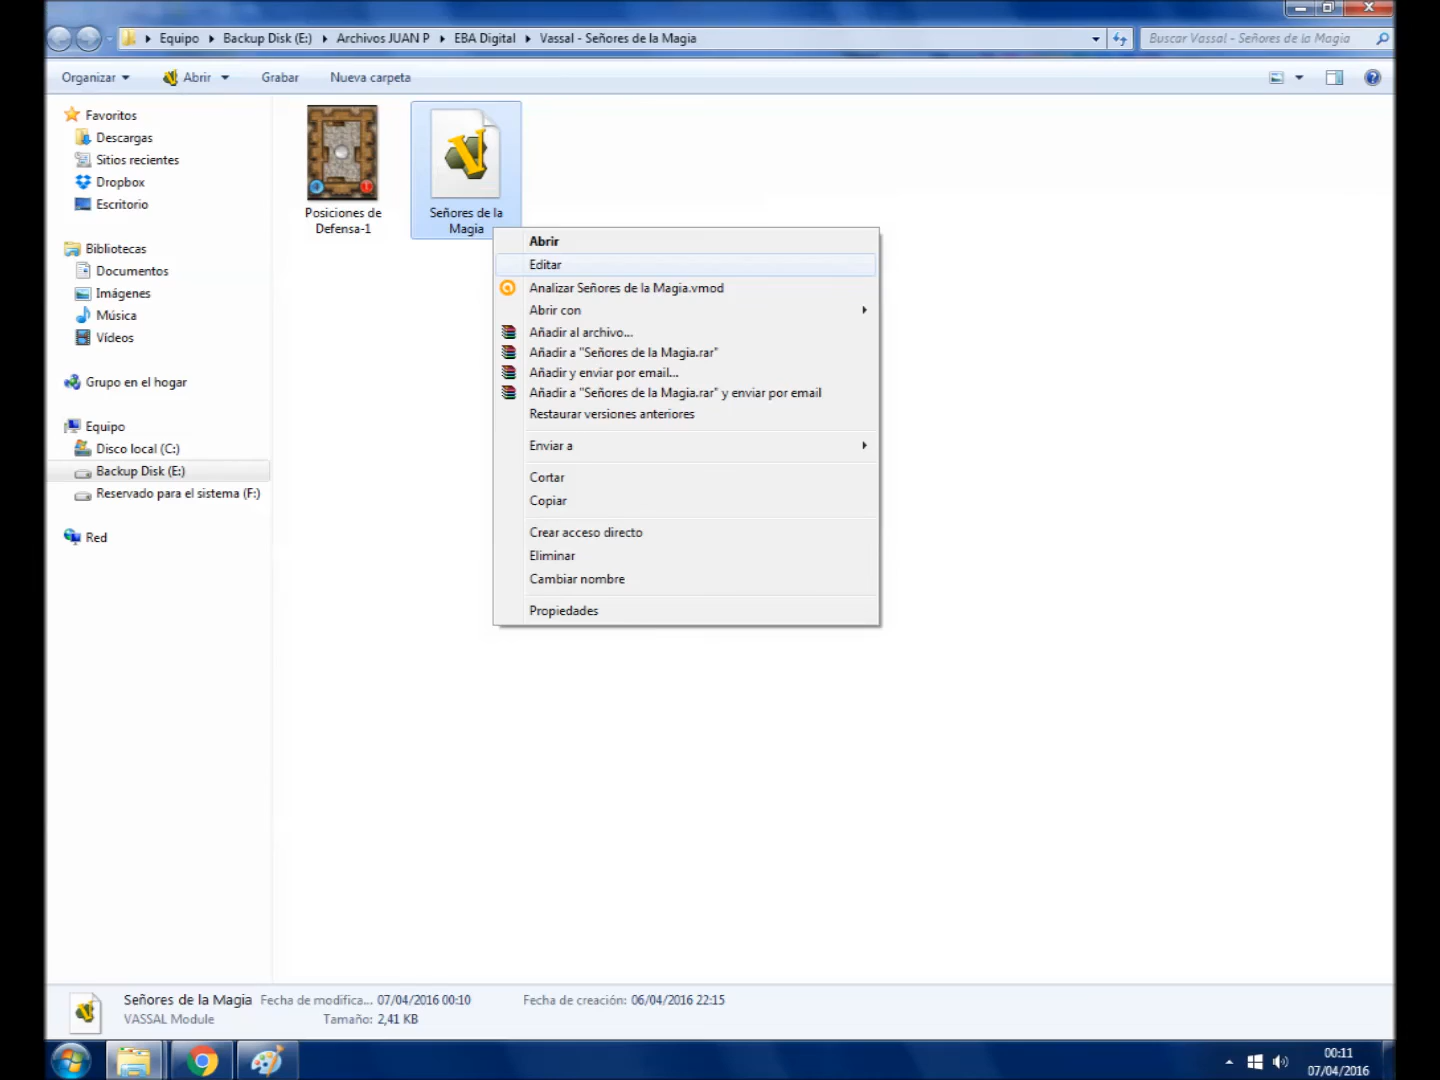 Equipo Backup Disk (E:) Archivos JUAN P EBA Digital Vassal - Señores de la Magia Buscar Vassal - Señores de la Magia
Organizar Abrir Grabar Nueva carpeta
Favoritos
Descargas
Sitios recientes
Dropbox
Escritorio
Bibliotecas
Documentos
Imágenes
Música
Vídeos
Grupo en el hogar
Equipo
Disco local (C:)
Backup Disk (E:)
Reservado para el sistema (F:)
Red
Posiciones de
Defensa-1
Señores de la
Magia
Abrir
Editar
Analizar Señores de la Magia.vmod
Abrir con
Añadir al archivo...
Añadir a "Señores de la Magia.rar"
Añadir y enviar por email...
Añadir a "Señores de la Magia.rar" y enviar por email
Restaurar versiones anteriores
Enviar a
Cortar
Copiar
Crear acceso directo
Eliminar
Cambiar nombre
Propiedades
Señores de la Magia Fecha de modifica... 07/04/2016 00:10 Fecha de creación: 06/04/2016 22:15
VASSAL Module Tamaño: 2,41 KB
00:11
07/04/2016